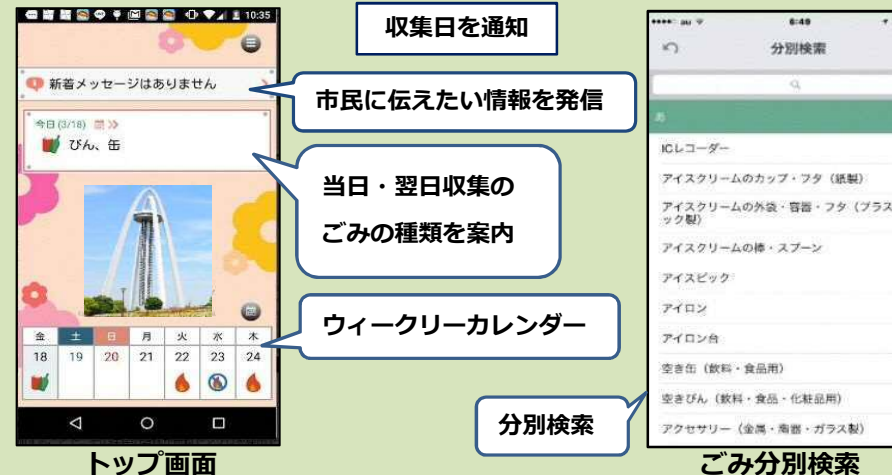 10:35
収集日を通知
新着メッセージはありません
市民に伝えたい情報を発信
今日(3/18)
びん、缶
当日・翌日収集の
ごみの種類を案内
ウィークリーカレンダー
金 土 日 月 火 水 木
18 19 20 21 22 23 24
分別検索
トップ画面
au 6:49
分別検索
あ
ICレコーダー
アイスクリームのカップ・フタ（紙製）
アイスクリームの外袋・容器・フタ（プラス
ック製）
アイスクリームの棒・スプーン
アイスピック
アイロン
アイロン台
空き缶（飲料・食品用）
空きびん（飲料・食品・化粧品用）
アクセサリー（金属・陶器・ガラス製）
ごみ分別検索